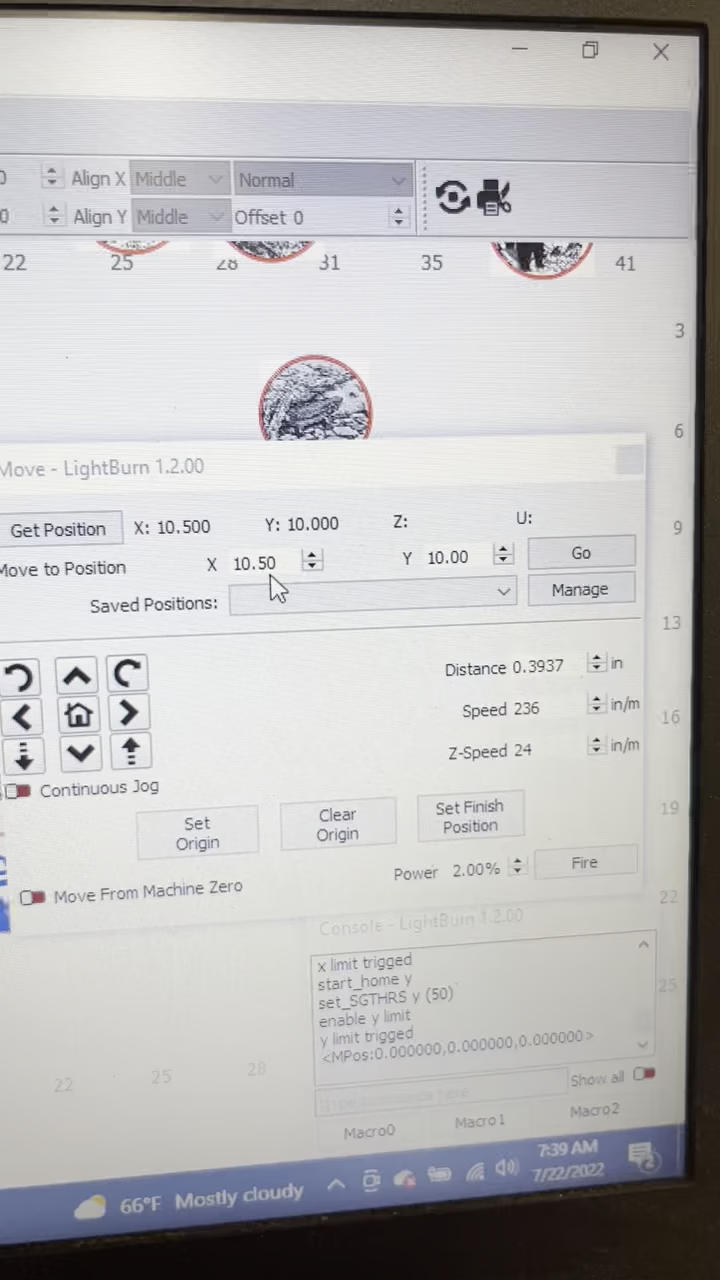 0 Align X Middle Normal
0 Align Y Middle Offset 0
22 25 28 31 35 41
3
6
Move - LightBurn 1.2.00
Get Position X: 10.500 Y: 10.000 Z: U:
9
Move to Position X 10.50 Y 10.00 Go
Saved Positions: Manage
13
Distance 0.3937 in
Speed 236 in/m
16
Z-Speed 24 in/m
Continuous Jog
Set Origin Clear Origin Set Finish Position
19
Power 2.00% Fire
Move From Machine Zero
22
Console - LightBurn 1.2.00
x limit trigged
start_home y
set_SGTHRS y (50)
25
enable y limit
y limit trigged
<MPos:0.000000,0.000000,0.000000>
22 25 28
Show all
Macro0 Macro1 Macro2
66°F Mostly cloudy
7:39 AM
7/22/2022
2